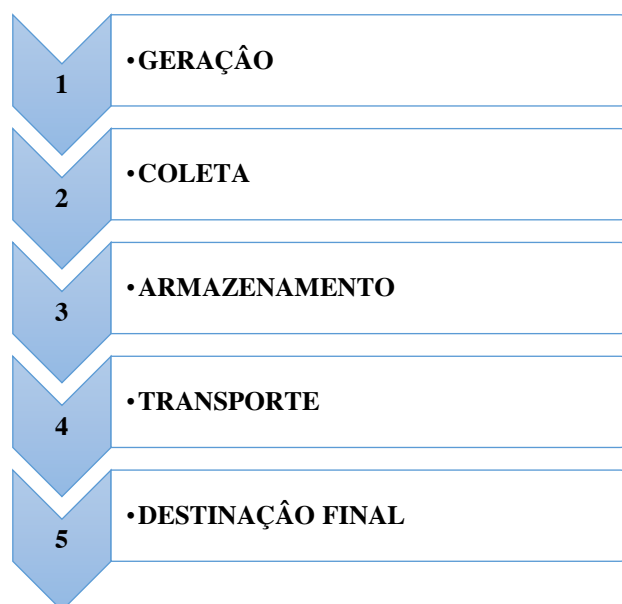 1
•GERAÇÂO
2
•COLETA
3
•ARMAZENAMENTO
4
•TRANSPORTE
5
•DESTINAÇÂO FINAL